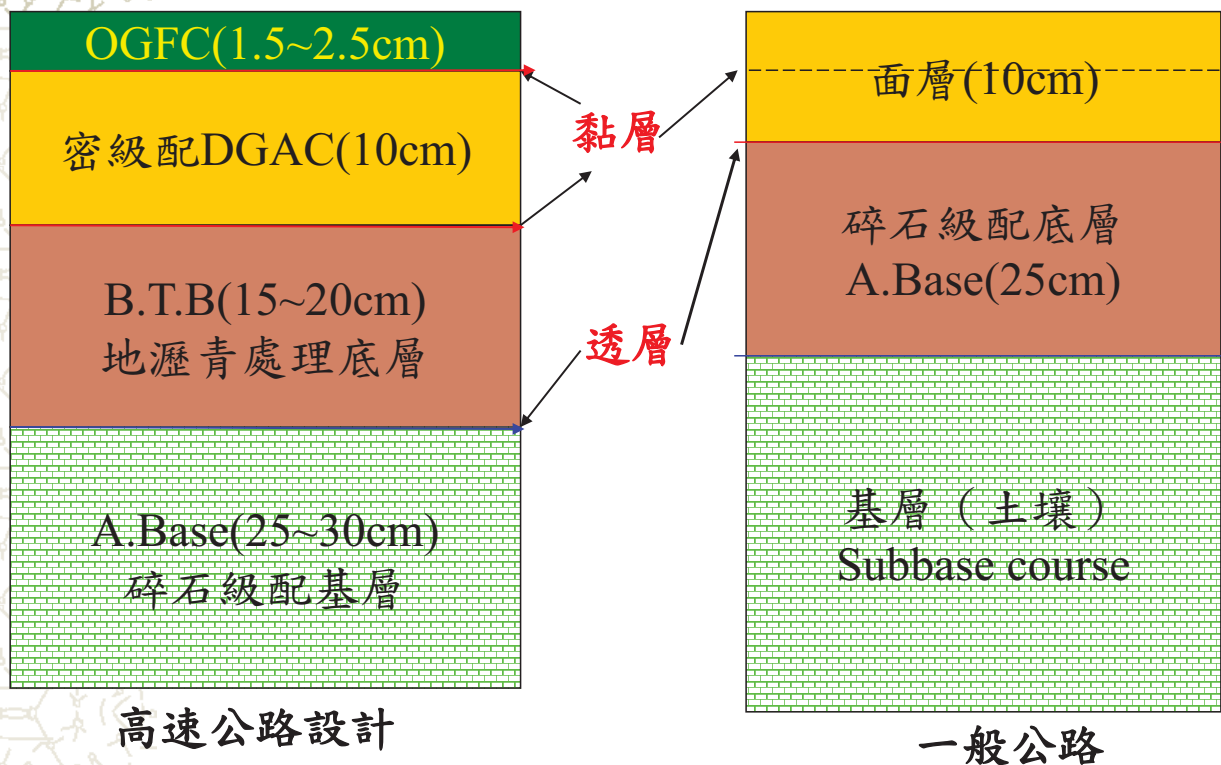 OGFC(1.5~2.5cm)
密級配DGAC(10cm)
B.T.B(15~20cm)
地瀝青處理底層
A.Base(25~30cm)
碎石級配基層
高速公路設計
黏層
透層
面層(10cm)
碎石級配底層
A.Base(25cm)
基層（土壤）
Subbase course
一般公路